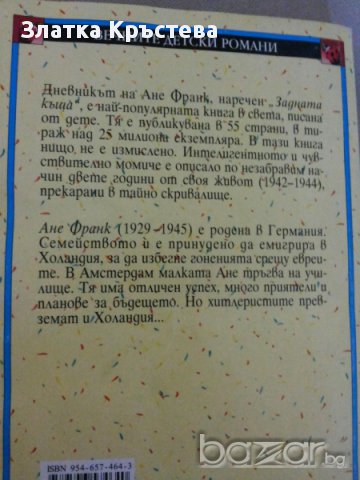 Златка Кръстева
ВЕЧНИТЕ ДЕТСКИ РОМАНИ
Дневникът на Ане Франк, наречен „Задната
къща", е най-популярната книга в света, писана
от дете. Тя е публикувана в 55 страни, в ти-
раж над 25 милиона екземпляра. В тази книга
нищо не е измислено. Интелигентното и чув-
ствително момиче е описало по незабравим на-
чин двете години от своя живот (1942-1944),
прекарани в тайно скривалище.
Ане Франк (1929 -1945) е родена в Германия.
Семейството ѝ е принудено да емигрира в
Холандия, за да избегне гоненията срещу евреи-
те. В Амстердам малката Ане тръгва на учи-
лище. Тя има отличен успех, много приятели и
планове за бъдещето. Но хитлеристите прев-
земат и Холандия...
ISBN 954-657-464-3
bazar.bg